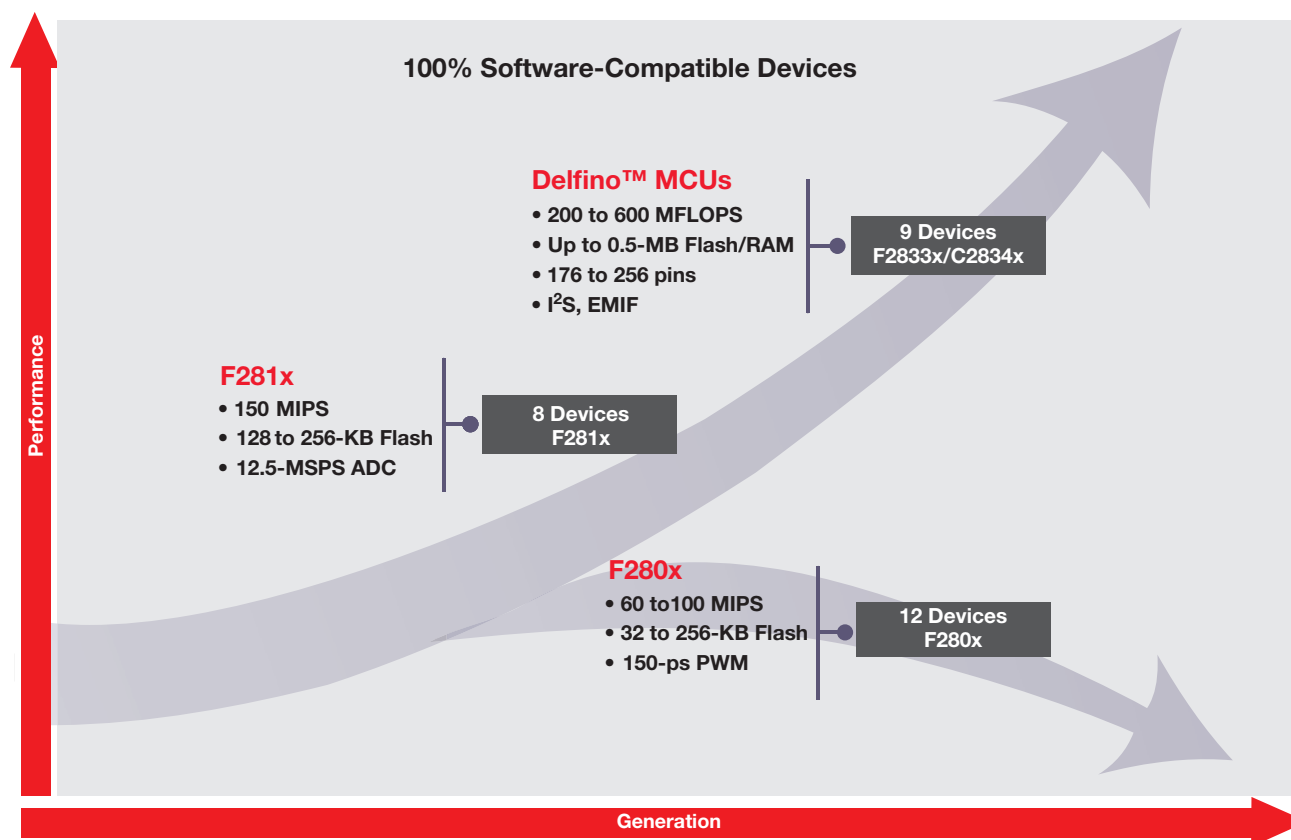 100% Software-Compatible Devices
Delfino™ MCUs
• 200 to 600 MFLOPS
• Up to 0.5-MB Flash/RAM
• 176 to 256 pins
• I²S, EMIF
9 Devices
F2833x/C2834x
Performance
F281x
• 150 MIPS
• 128 to 256-KB Flash
• 12.5-MSPS ADC
8 Devices
F281x
F280x
• 60 to100 MIPS
• 32 to 256-KB Flash
• 150-ps PWM
12 Devices
F280x
Generation